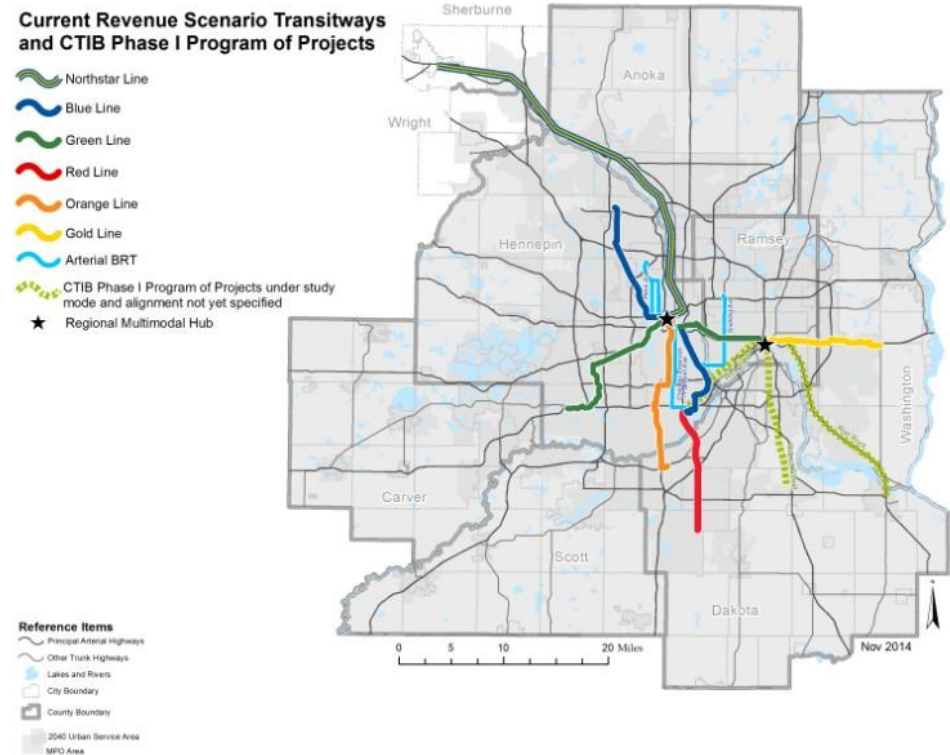 Current Revenue Scenario Transitways
and CTIB Phase I Program of Projects
Northstar Line
Blue Line
Green Line
Red Line
Orange Line
Gold Line
Arterial BRT
CTIB Phase I Program of Projects under study
mode and alignment not yet specified
Regional Multimodal Hub
Sherburne
Anoka
Wright
Hennepin
Ramsey
Washington
Carver
Scott
Dakota
Reference Items
Principal Arterial Highways
Other Trunk Highways
Lakes and Rivers
City Boundary
County Boundary
2040 Urban Service Area
MPO Area
0 5 10 20 Miles
Nov 2014